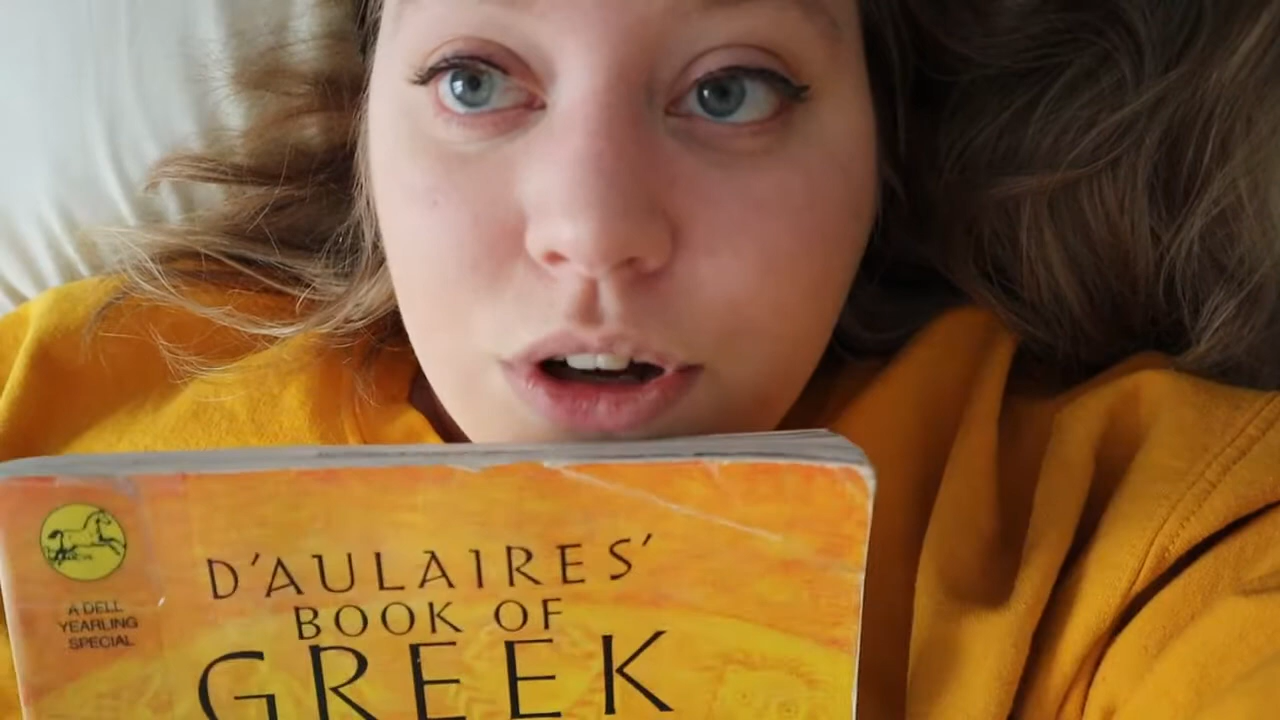 A DELL
YEARLING
SPECIAL
D'AULAIRES'
BOOK OF
GREEK